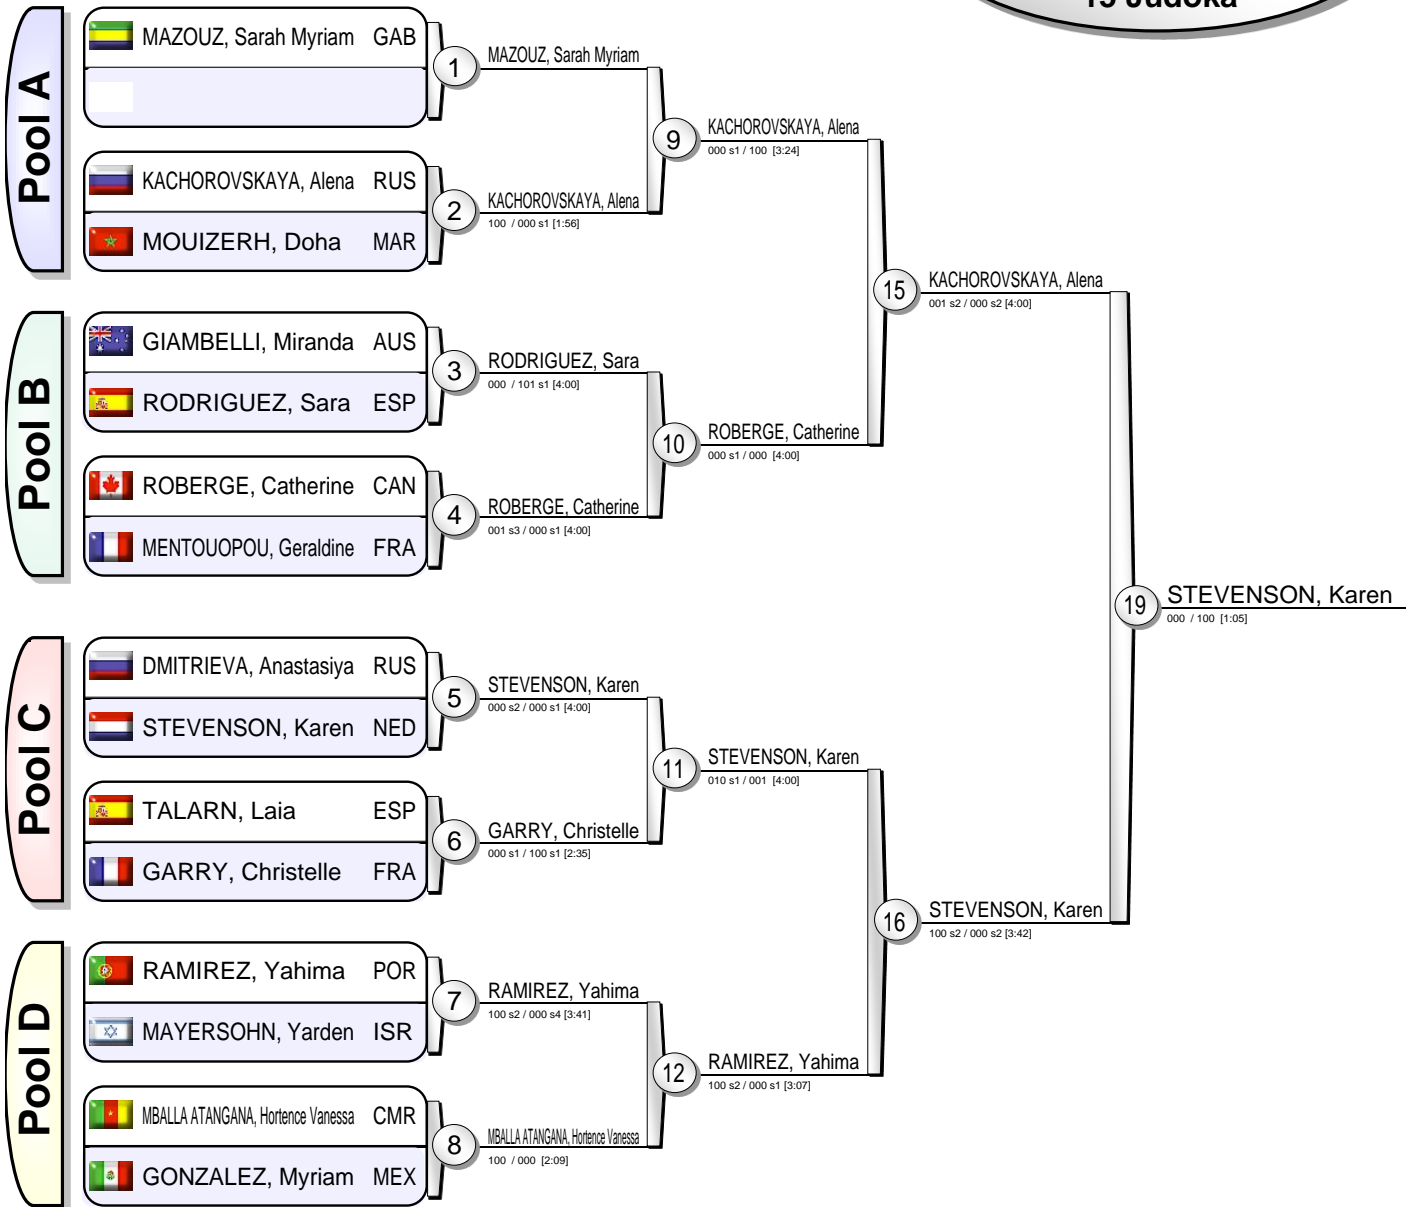 15 Judoka
Pool A
MAZOUZ, Sarah Myriam GAB
1
MAZOUZ, Sarah Myriam
KACHOROVSKAYA, Alena RUS
MOUIZERH, Doha MAR
2
KACHOROVSKAYA, Alena
100 / 000 s1 [1:56]
9
KACHOROVSKAYA, Alena
000 s1 / 100 [3:24]
Pool B
GIAMBELLI, Miranda AUS
RODRIGUEZ, Sara ESP
3
RODRIGUEZ, Sara
000 / 101 s1 [4:00]
ROBERGE, Catherine CAN
MENTOUOPOU, Geraldine FRA
4
ROBERGE, Catherine
001 s3 / 000 s1 [4:00]
10
ROBERGE, Catherine
000 s1 / 000 [4:00]
15
KACHOROVSKAYA, Alena
001 s2 / 000 s2 [4:00]
Pool C
DMITRIEVA, Anastasiya RUS
STEVENSON, Karen NED
5
STEVENSON, Karen
000 s2 / 000 s1 [4:00]
TALARN, Laia ESP
GARRY, Christelle FRA
6
GARRY, Christelle
000 s1 / 100 s1 [2:35]
11
STEVENSON, Karen
010 s1 / 001 [4:00]
Pool D
RAMIREZ, Yahima POR
MAYERSOHN, Yarden ISR
7
RAMIREZ, Yahima
100 s2 / 000 s4 [3:41]
MBALLA ATANGANA, Hortence Vanessa CMR
GONZALEZ, Myriam MEX
8
MBALLA ATANGANA, Hortence Vanessa
100 / 000 [2:09]
12
RAMIREZ, Yahima
100 s2 / 000 s1 [3:07]
16
STEVENSON, Karen
100 s2 / 000 s2 [3:42]
19
STEVENSON, Karen
000 / 100 [1:05]